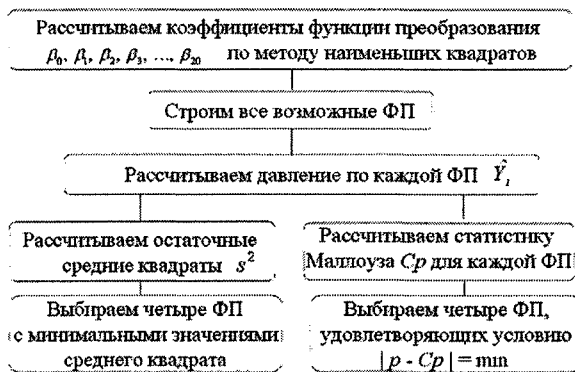 Рассчитываем коэффициенты функции преобразования
β₀, β₁, β₂, β₃, ..., β₂₀ по методу наименьших квадратов
Строим все возможные ФП
Рассчитываем давление по каждой ФП Ŷᵢ
Рассчитываем остаточные
средние квадраты s²
Рассчитываем статистику
Маллоуза Cp для каждой ФП
Выбираем четыре ФП
с минимальными значениями
среднего квадрата
Выбираем четыре ФП,
удовлетворяющих условию
|p - Cp| = min